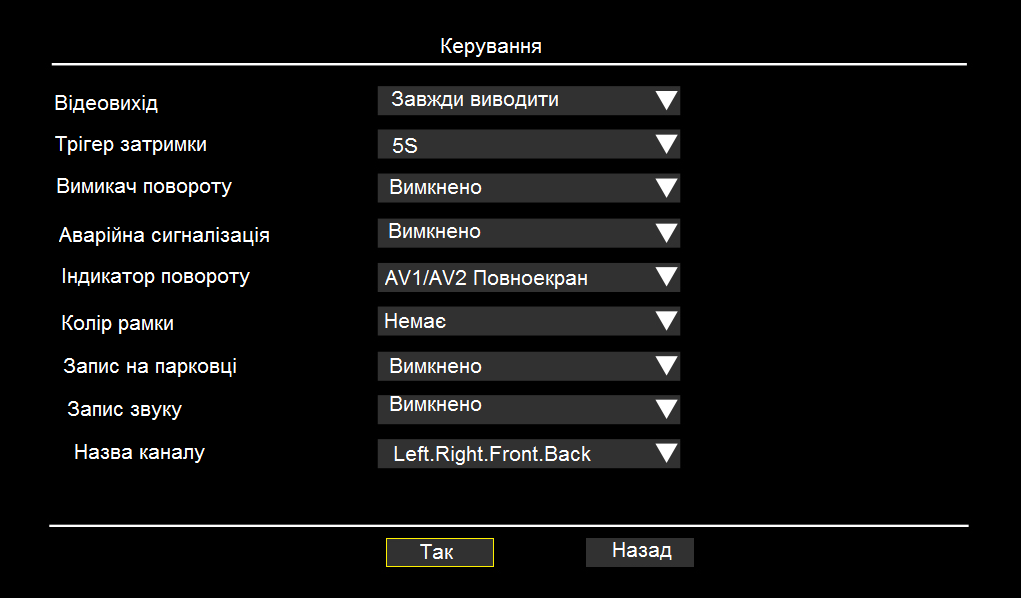 Керування
Відеовихід Завжди виводити
Трігер затримки 5S
Вимикач повороту Вимкнено
Аварійна сигналізація Вимкнено
Індикатор повороту AV1/AV2 Повноекран
Колір рамки Немає
Запис на парковці Вимкнено
Запис звуку Вимкнено
Назва каналу Left.Right.Front.Back
Так Назад